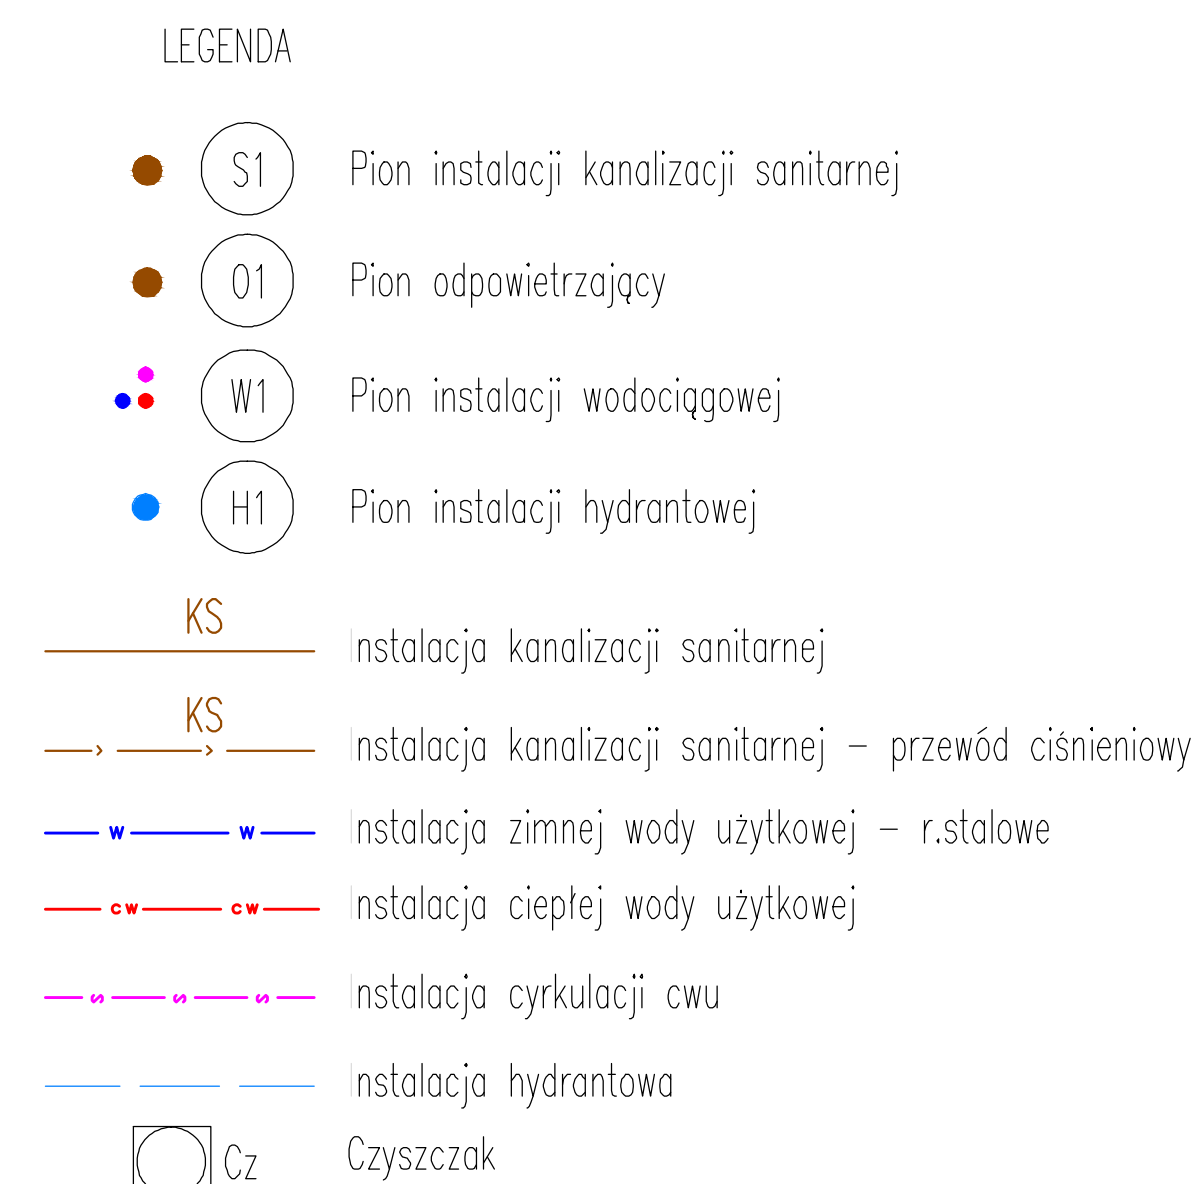 LEGENDA
S1 Pion instalacji kanalizacji sanitarnej
O1 Pion odpowietrzający
W1 Pion instalacji wodociągowej
H1 Pion instalacji hydrantowej
KS
Instalacja kanalizacji sanitarnej
KS
Instalacja kanalizacji sanitarnej – przewód ciśnieniowy
w w Instalacja zimnej wody użytkowej – r.stalowe
cw cw Instalacja ciepłej wody użytkowej
s s s Instalacja cyrkulacji cwu
Instalacja hydrantowa
Cz Czyszczak